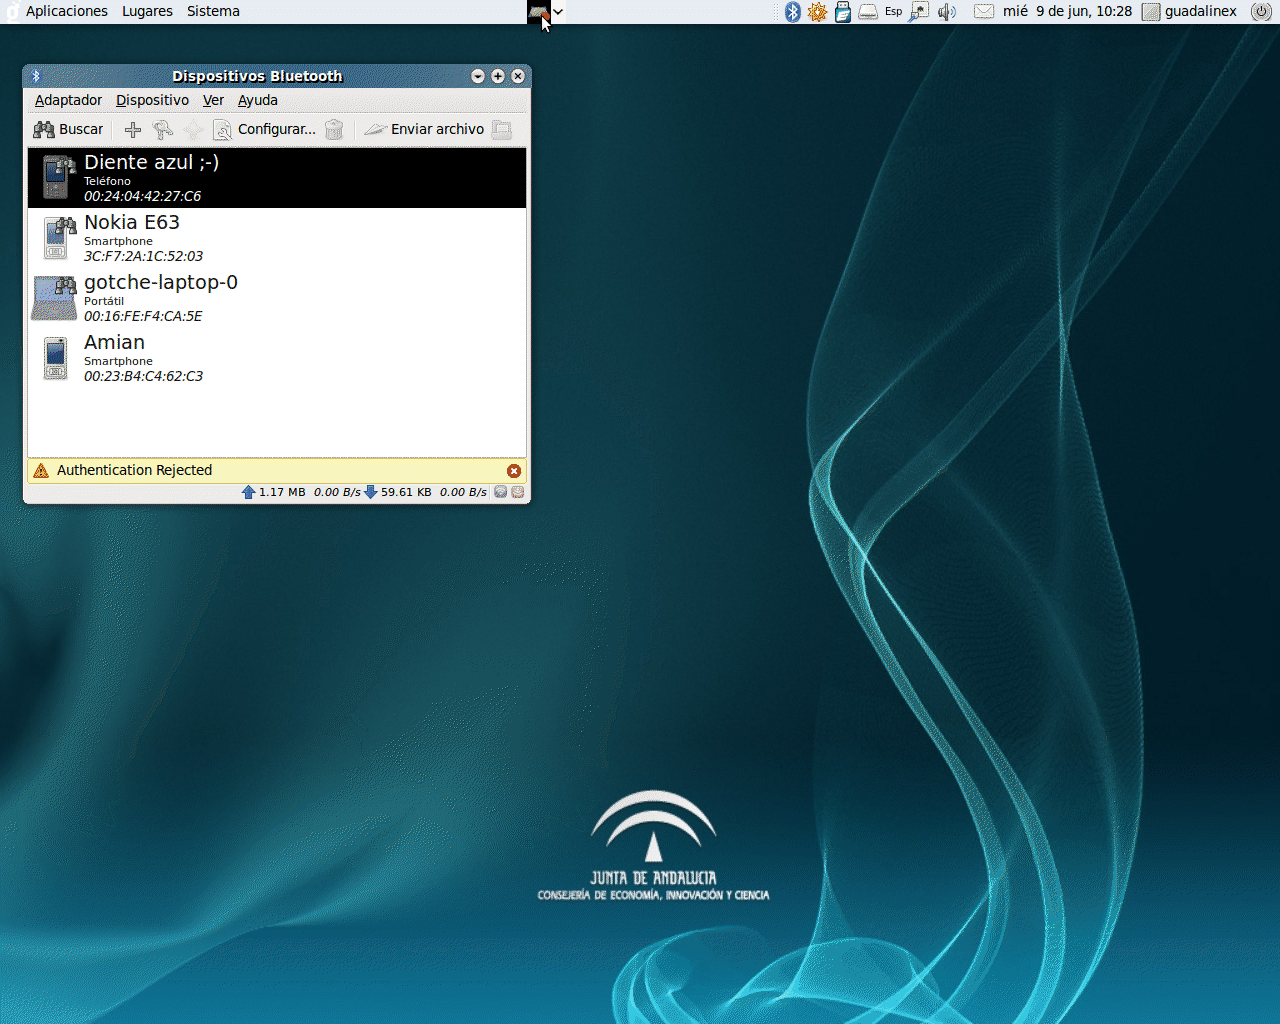 Aplicaciones Lugares Sistema Esp mié 9 de jun, 10:28 guadalinex
Dispositivos Bluetooth
Adaptador Dispositivo Ver Ayuda
Buscar Configurar... Enviar archivo
Diente azul ;-)
Teléfono
00:24:04:42:27:C6
Nokia E63
Smartphone
3C:F7:2A:1C:52:03
gotche-laptop-0
Portátil
00:16:FE:F4:CA:5E
Amian
Smartphone
00:23:B4:C4:62:C3
Authentication Rejected
1.17 MB 0.00 B/s 59.61 KB 0.00 B/s
JUNTA DE ANDALUCIA
CONSEJERÍA DE ECONOMÍA, INNOVACIÓN Y CIENCIA